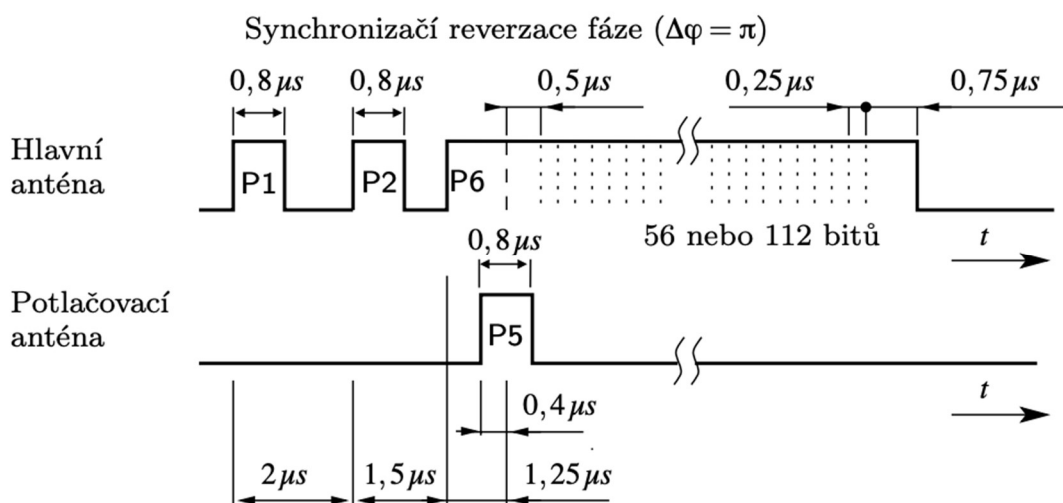 Synchronizačí reverzace fáze (Δφ = π)
0,8 μs 0,8 μs 0,5 μs 0,25 μs 0,75 μs
Hlavní
anténa
P1 P2 P6
56 nebo 112 bitů
t
0,8 μs
Potlačovací
anténa
P5
t
0,4 μs
2 μs 1,5 μs 1,25 μs